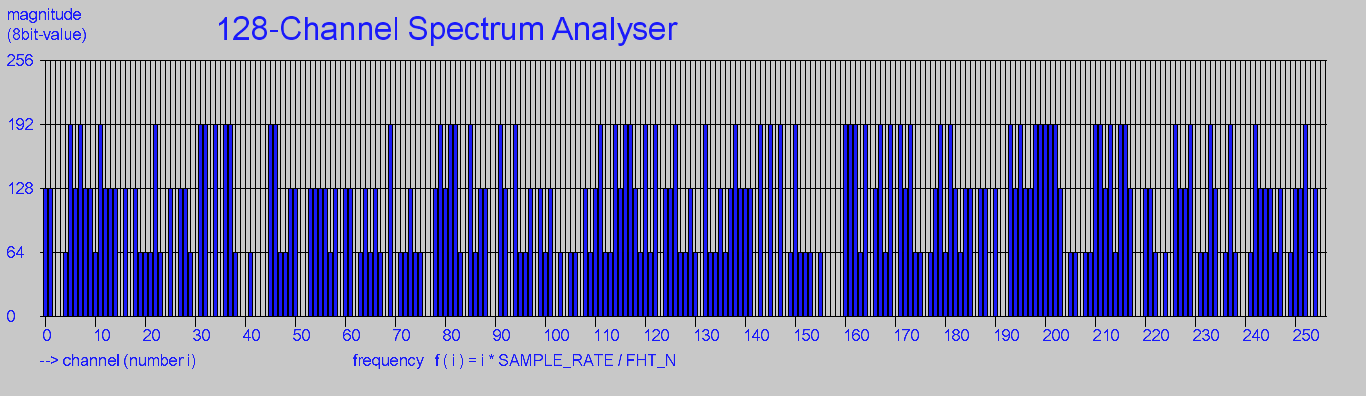 magnitude
(8bit-value)
128-Channel Spectrum Analyser
256
192
128
64
0
0 10 20 30 40 50 60 70 80 90 100 110 120 130 140 150 160 170 180 190 200 210 220 230 240 250
--> channel (number i) frequency f ( i ) = i * SAMPLE_RATE / FHT_N